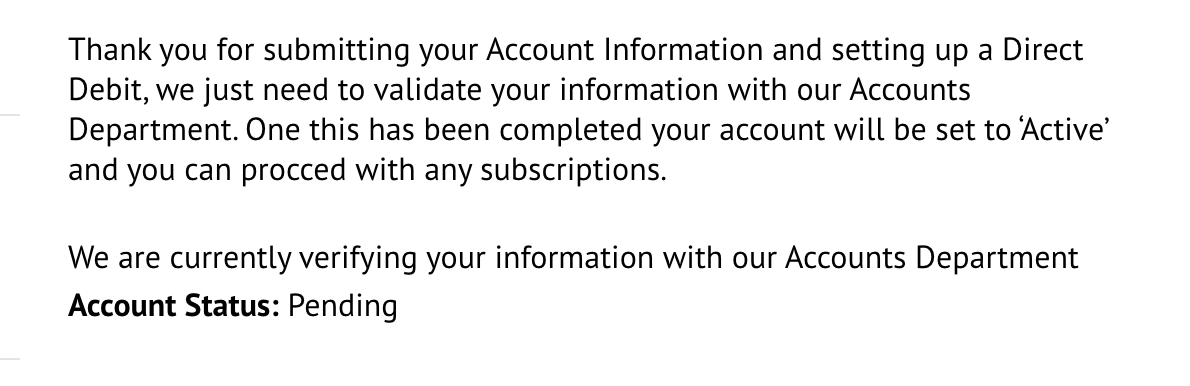 Thank you for submitting your Account Information and setting up a Direct
Debit, we just need to validate your information with our Accounts
Department. One this has been completed your account will be set to ‘Active’
and you can procced with any subscriptions.
We are currently verifying your information with our Accounts Department
Account Status: Pending